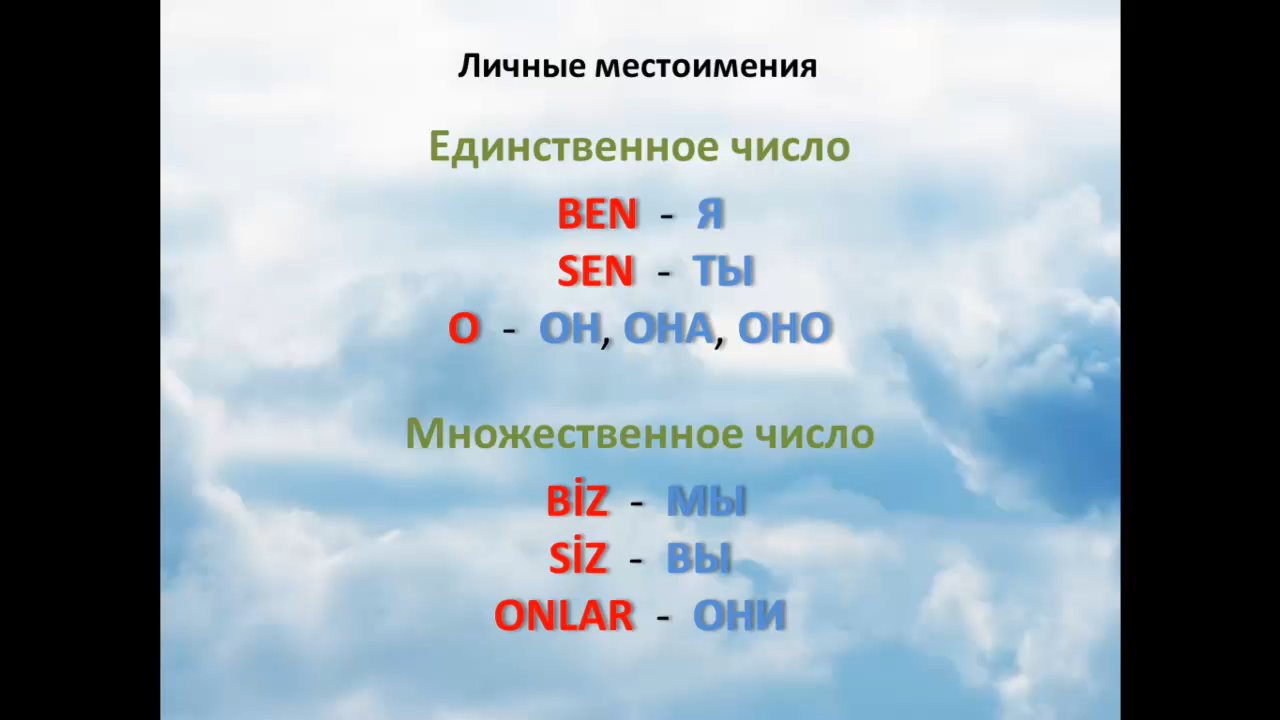 Личные местоимения
Единственное число
BEN - Я
SEN - ТЫ
O - ОН, ОНА, ОНО
Множественное число
BİZ - МЫ
SİZ - ВЫ
ONLAR - ОНИ